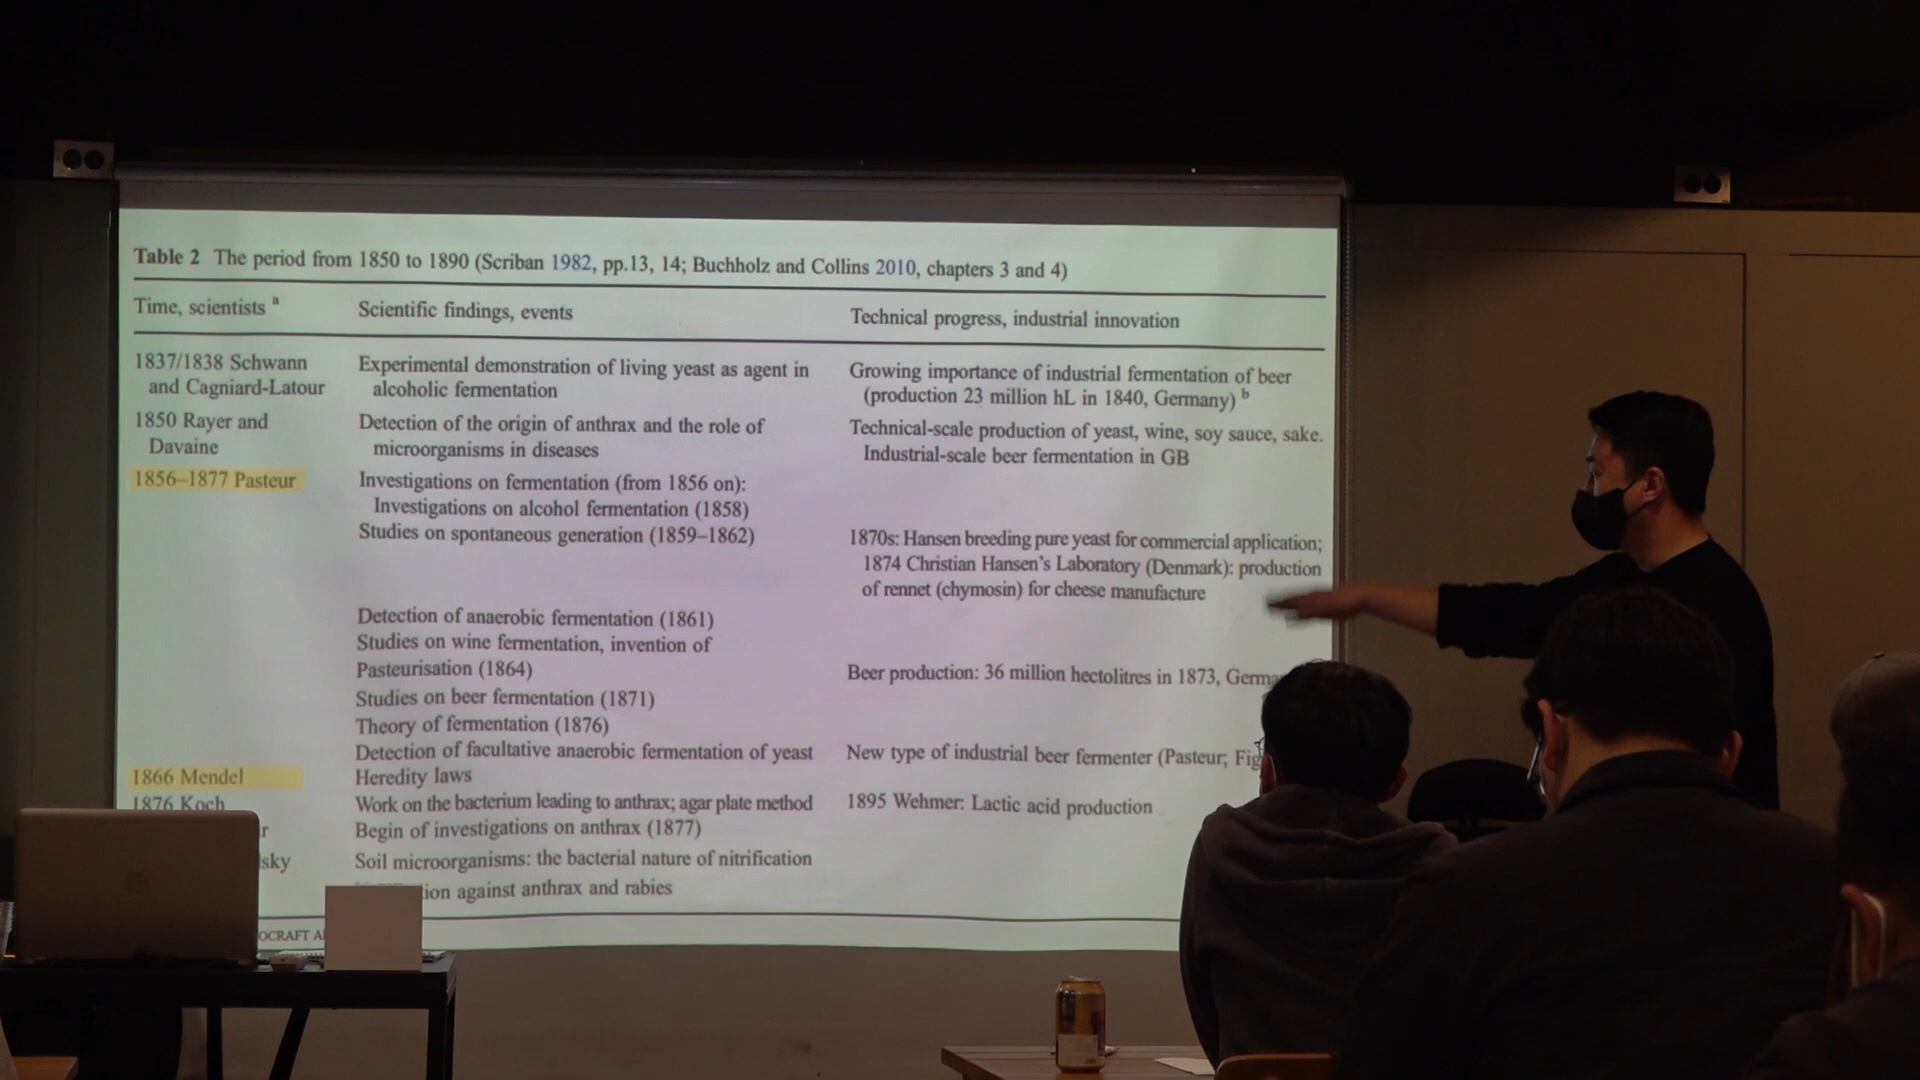 Table 2 The period from 1850 to 1890 (Scriban 1982, pp.13, 14; Buchholz and Collins 2010, chapters 3 and 4)
Time, scientists a
Scientific findings, events
Technical progress, industrial innovation
1837/1838 Schwann
and Cagniard-Latour
Experimental demonstration of living yeast as agent in
alcoholic fermentation
Growing importance of industrial fermentation of beer
(production 23 million hL in 1840, Germany) b
1850 Rayer and
Davaine
Detection of the origin of anthrax and the role of
microorganisms in diseases
Technical-scale production of yeast, wine, soy sauce, sake.
Industrial-scale beer fermentation in GB
1856–1877 Pasteur
Investigations on fermentation (from 1856 on):
Investigations on alcohol fermentation (1858)
Studies on spontaneous generation (1859–1862)
1870s: Hansen breeding pure yeast for commercial application;
1874 Christian Hansen's Laboratory (Denmark): production
of rennet (chymosin) for cheese manufacture
Detection of anaerobic fermentation (1861)
Studies on wine fermentation, invention of
Pasteurisation (1864)
Beer production: 36 million hectolitres in 1873, Germa
Studies on beer fermentation (1871)
Theory of fermentation (1876)
Detection of facultative anaerobic fermentation of yeast
New type of industrial beer fermenter (Pasteur; Fig
1866 Mendel
Heredity laws
1876 Koch
Work on the bacterium leading to anthrax; agar plate method
1895 Wehmer: Lactic acid production
r
Begin of investigations on anthrax (1877)
sky
Soil microorganisms: the bacterial nature of nitrification
ion against anthrax and rabies
OCRAFT A